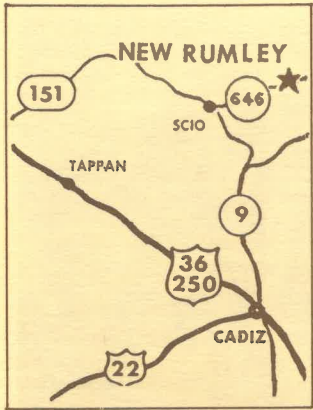 NEW RUMLEY
151
646
SCIO
TAPPAN
9
36
250
CADIZ
22